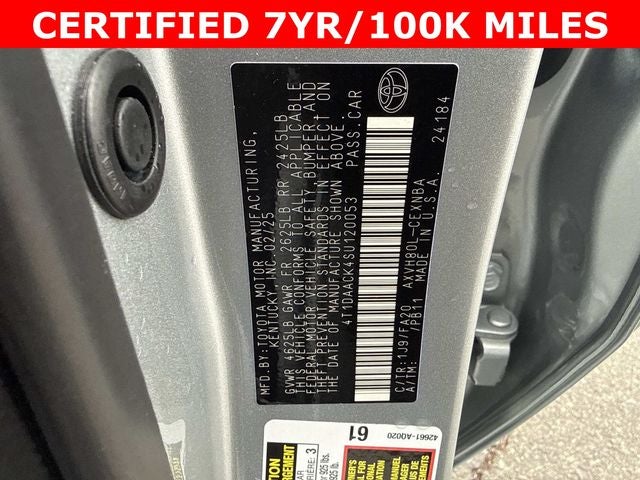 CERTIFIED 7YR/100K MILES
MFD.BY:TOYOTA MOTOR MANUFACTURING,
KENTUCKY, INC. 02/25
GVWR 4625LB GAWR FR 2625LB RR 2425LB
THIS VEHICLE CONFORMS TO ALL APPLICABLE
FEDERAL MOTOR VEHICLE SAFETY, BUMPER, AND
THEFT PREVENTION STANDARDS IN EFFECT ON
THE DATE OF MANUFACTURE SHOWN ABOVE.
4T1DAACK4SU120053 PASS.CAR
C/TR:1J9/FA20 AXVH80L-CEXNBA
A/TM: /PB11 MADE IN U.S.A.
24184
TOYOTA
42661-A0020
61